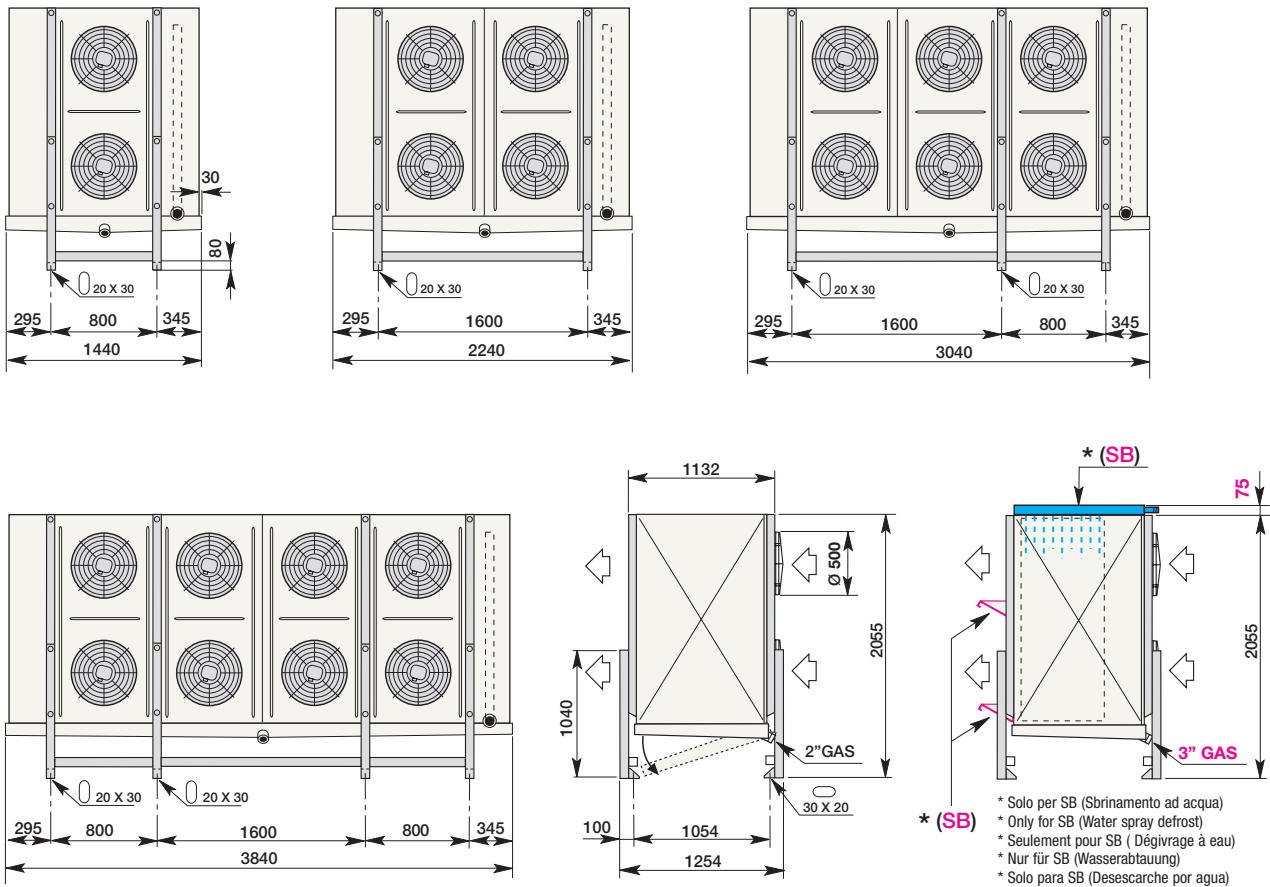 30
80
20 X 30
295 800 345
1440
20 X 30
295 1600 345
2240
20 X 30
20 X 30
295 1600 800 345
3040
20 X 30
20 X 30
295 800 1600 800 345
3840
1132
Ø 500
2055
1040
2”GAS
30 X 20
100 1054
1254
* (SB)
75
2055
3” GAS
* (SB)
* Solo per SB (Sbrinamento ad acqua)
* Only for SB (Water spray defrost)
* Seulement pour SB ( Dégivrage à eau)
* Nur für SB (Wasserabtauung)
* Solo para SB (Desescarche por agua)